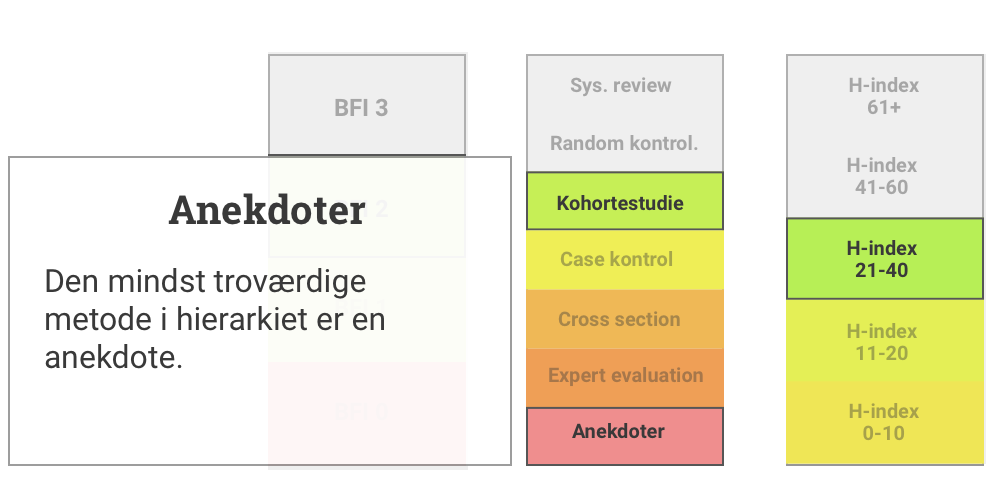 BFI 3
Anekdoter
Den mindst troværdige
metode i hierarkiet er en
anekdote.
Sys. review
Random kontrol.
Kohortestudie
Case kontrol
Cross section
Expert evaluation
Anekdoter
H-index
61+
H-index
41-60
H-index
21-40
H-index
11-20
H-index
0-10